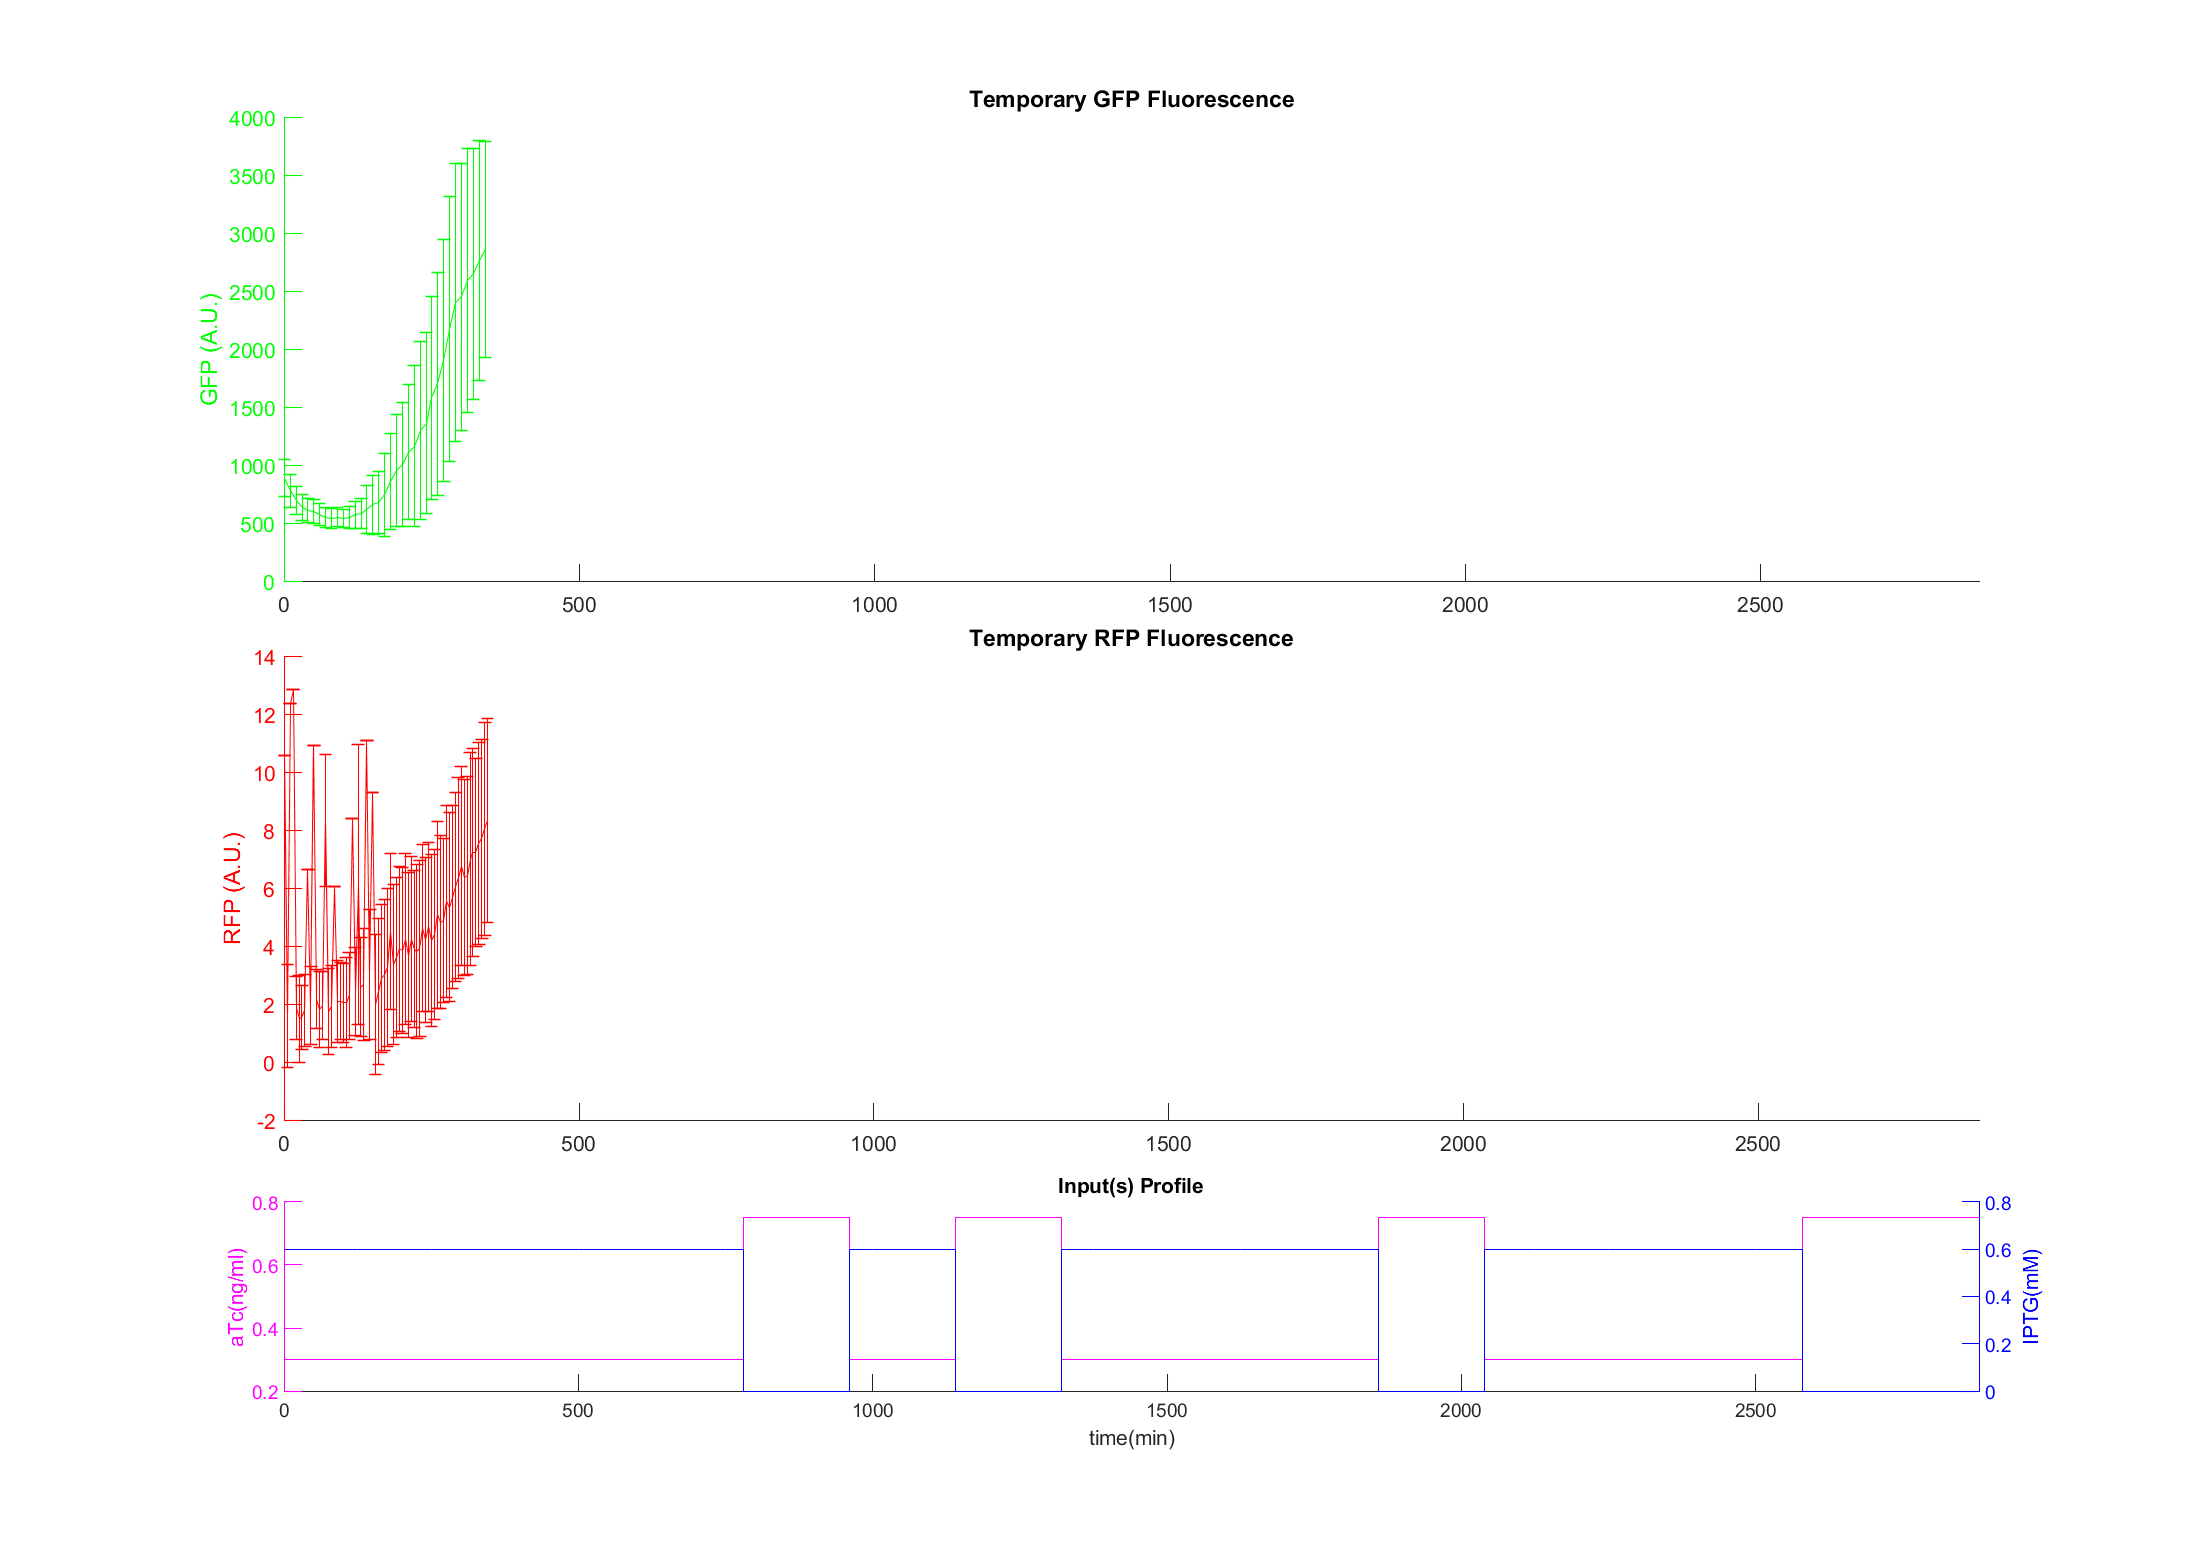 Temporary GFP Fluorescence
4000
3500
3000
2500
2000
1500
1000
500
0
GFP (A.U.)
0 500 1000 1500 2000 2500
Temporary RFP Fluorescence
14
12
10
8
6
4
2
0
-2
RFP (A.U.)
0 500 1000 1500 2000 2500
Input(s) Profile
0.8
0.6
0.4
0.2
aTc(ng/ml)
0.8
0.6
0.4
0.2
0
IPTG(mM)
0 500 1000 1500 2000 2500
time(min)